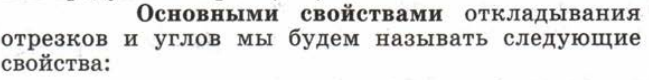 Основными свойствами откладывания
отрезков и углов мы будем называть следующие
свойства: